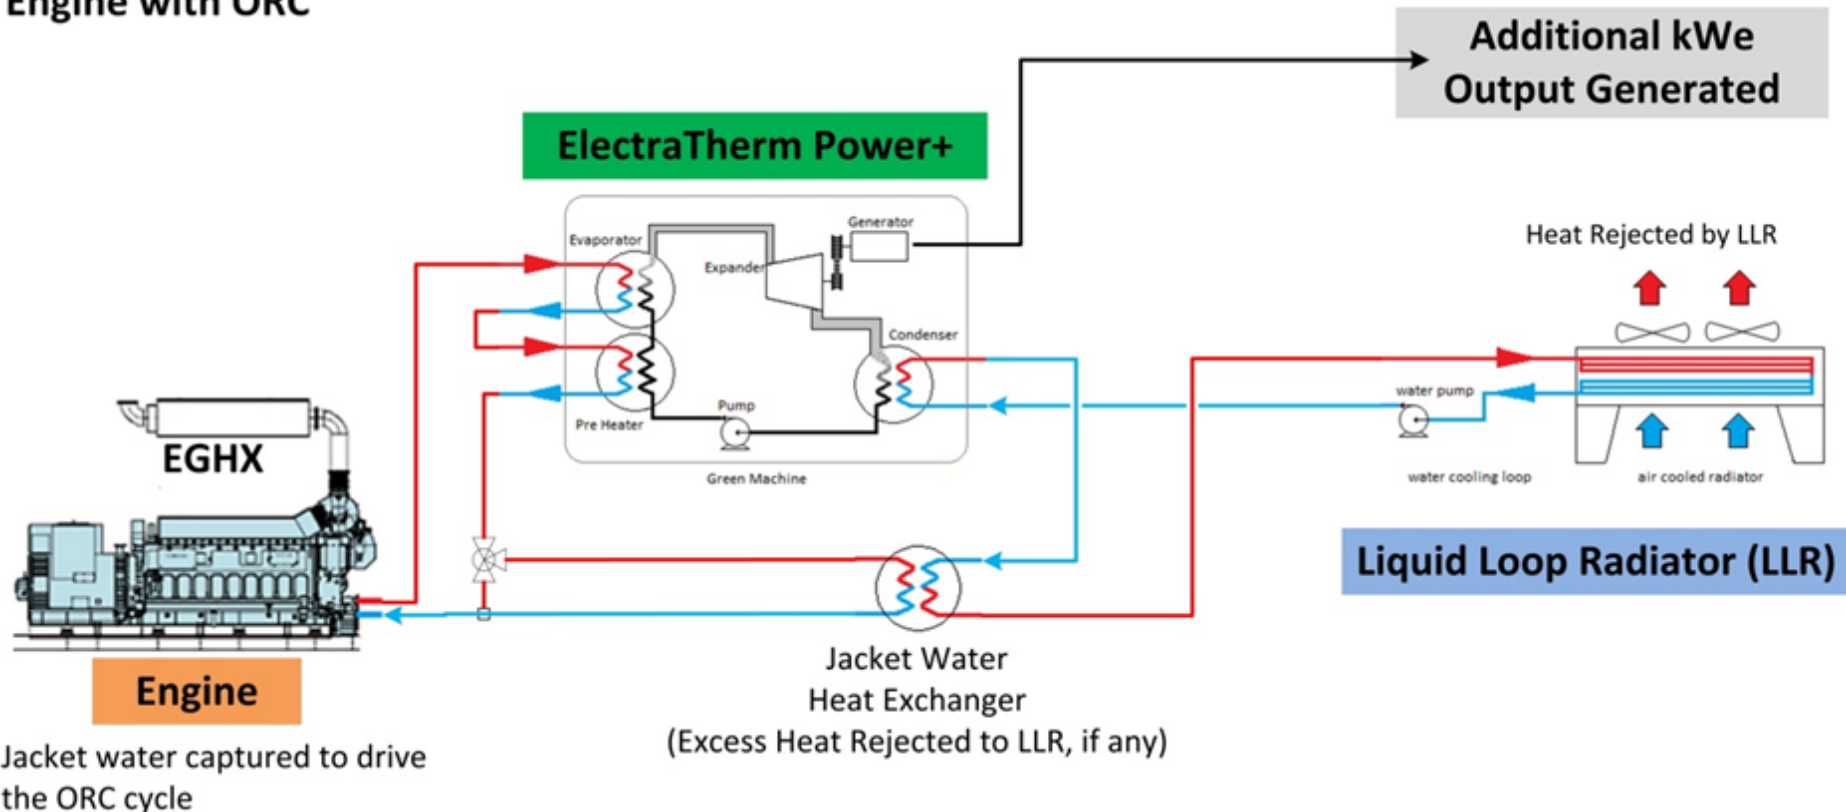 Engine with ORC
Additional kWe
Output Generated
ElectraTherm Power+
Generator
Evaporator
Expander
Heat Rejected by LLR
Condenser
water pump
Pump
Pre Heater
EGHX
Green Machine
water cooling loop
air cooled radiator
Liquid Loop Radiator (LLR)
Jacket Water
Heat Exchanger
(Excess Heat Rejected to LLR, if any)
Engine
Jacket water captured to drive
the ORC cycle